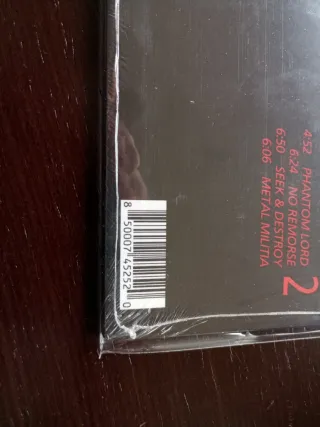 2
4:52 PHANTOM LORD
6:24 NO REMORSE
6:50 SEEK & DESTROY
6:06 METAL MILITIA
8 50007 45252 0